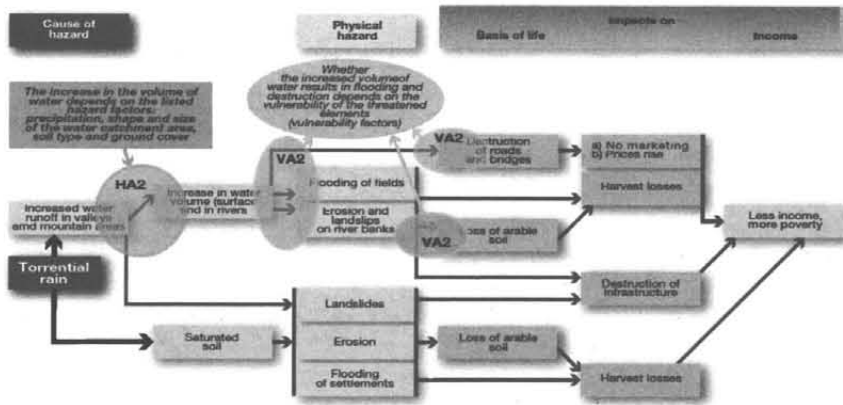 Cause of
hazard
Physical
hazard
Impacts on
Basis of life
Income
The increase in the volume of
water depends on the listed
hazard factors:
precipitation, shape and size
of the water catchment area,
soil type and ground cover
Whether
the increased volumeof
water results in flooding and
destruction depends on the
vulnerability of the threatened
elements
(vulnerability factors)
HA2
VA2
VA2
VA2
Destruction
of roads
and bridges
a) No marketing
b) Prices rise
Increased water
runoff in valleys
emd mountain areas
Increase in water
volume (surface
and in rivers
Flooding of fields
Erosion and
landslips
on river banks
Loss of arable
soil
Harvest losses
Less income,
more poverty
Torrential
rain
Destruction of
infrastructure
Saturated
soil
Landslides
Erosion
Flooding
of settlements
Loss of arable
soil
Harvest losses